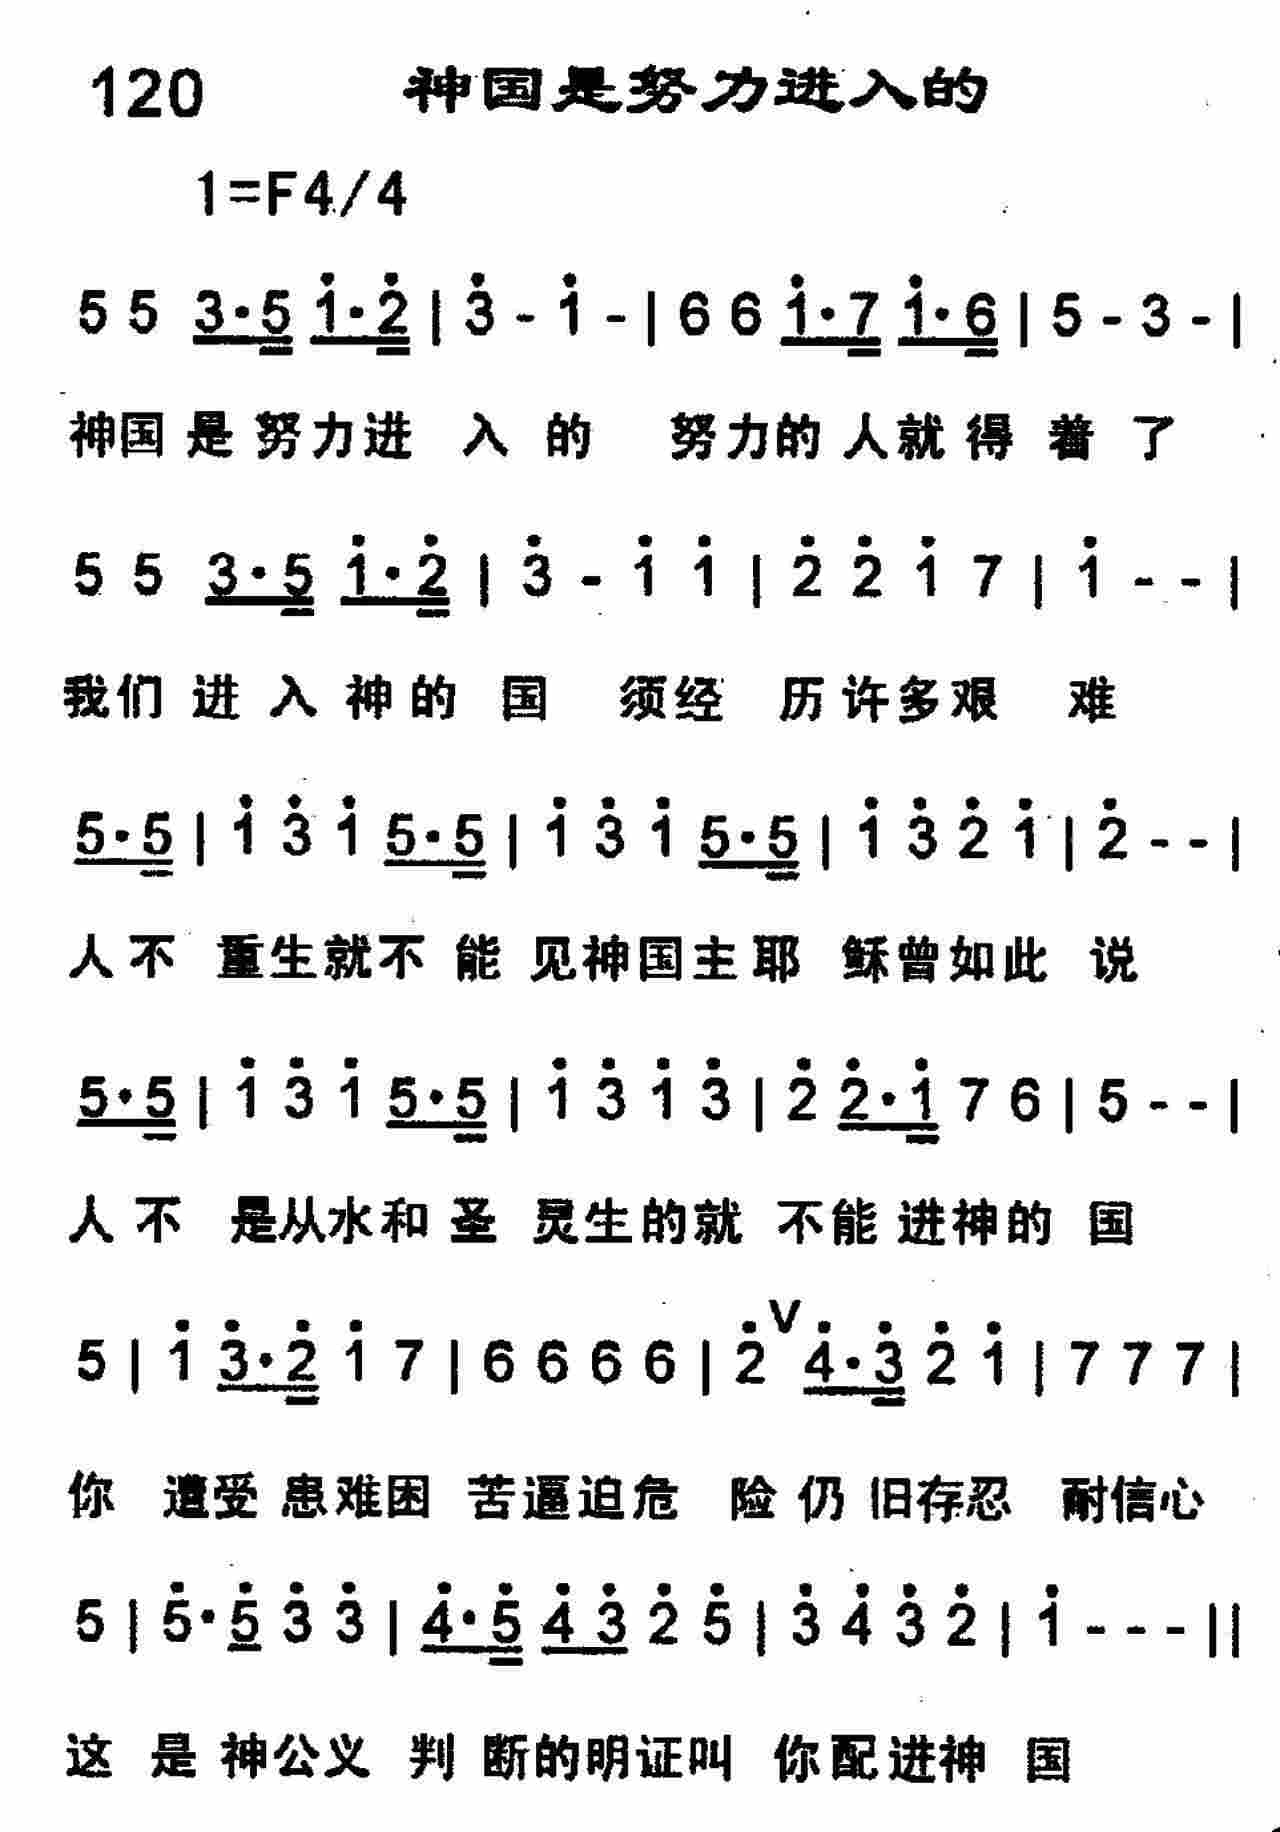 120 神国是努力进入的
1=F4/4
5 5 3·5 1̇·2̇ | 3̇ - 1̇ - | 6 6 1̇·7 1̇·6 | 5 - 3 - |
神国是努力进入的 努力的人就得着了
5 5 3·5 1̇·2̇ | 3̇ - 1̇ 1̇ | 2̇ 2̇ 1̇ 7 | 1̇ - - |
我们进入神的国 须经历许多艰难
5·5 | 1̇ 3̇ 1̇ 5·5 | 1̇ 3̇ 1̇ 5·5 | 1̇ 3̇ 2̇ 1̇ | 2̇ - - |
人不重生就不能见神国主耶稣曾如此说
5·5 | 1̇ 3̇ 1̇ 5·5 | 1̇ 3̇ 1̇ 3̇ | 2̇ 2̇·1̇ 7 6 | 5 - - |
人不是从水和圣灵生的就不能进神的国
5 | 1̇ 3̇·2̇ 1̇ 7 | 6 6 6 6 | 2̇ V 4̇·3̇ 2̇ 1̇ | 7 7 7 |
你遭受患难困苦逼迫危险仍旧存忍耐信心
5 | 5̇·5̇ 3̇ 3̇ | 4̇·5̇ 4̇ 3̇ 2̇ 5̇ | 3̇ 4̇ 3̇ 2̇ | 1̇ - - - ||
这是神公义判断的明证叫你配进神国